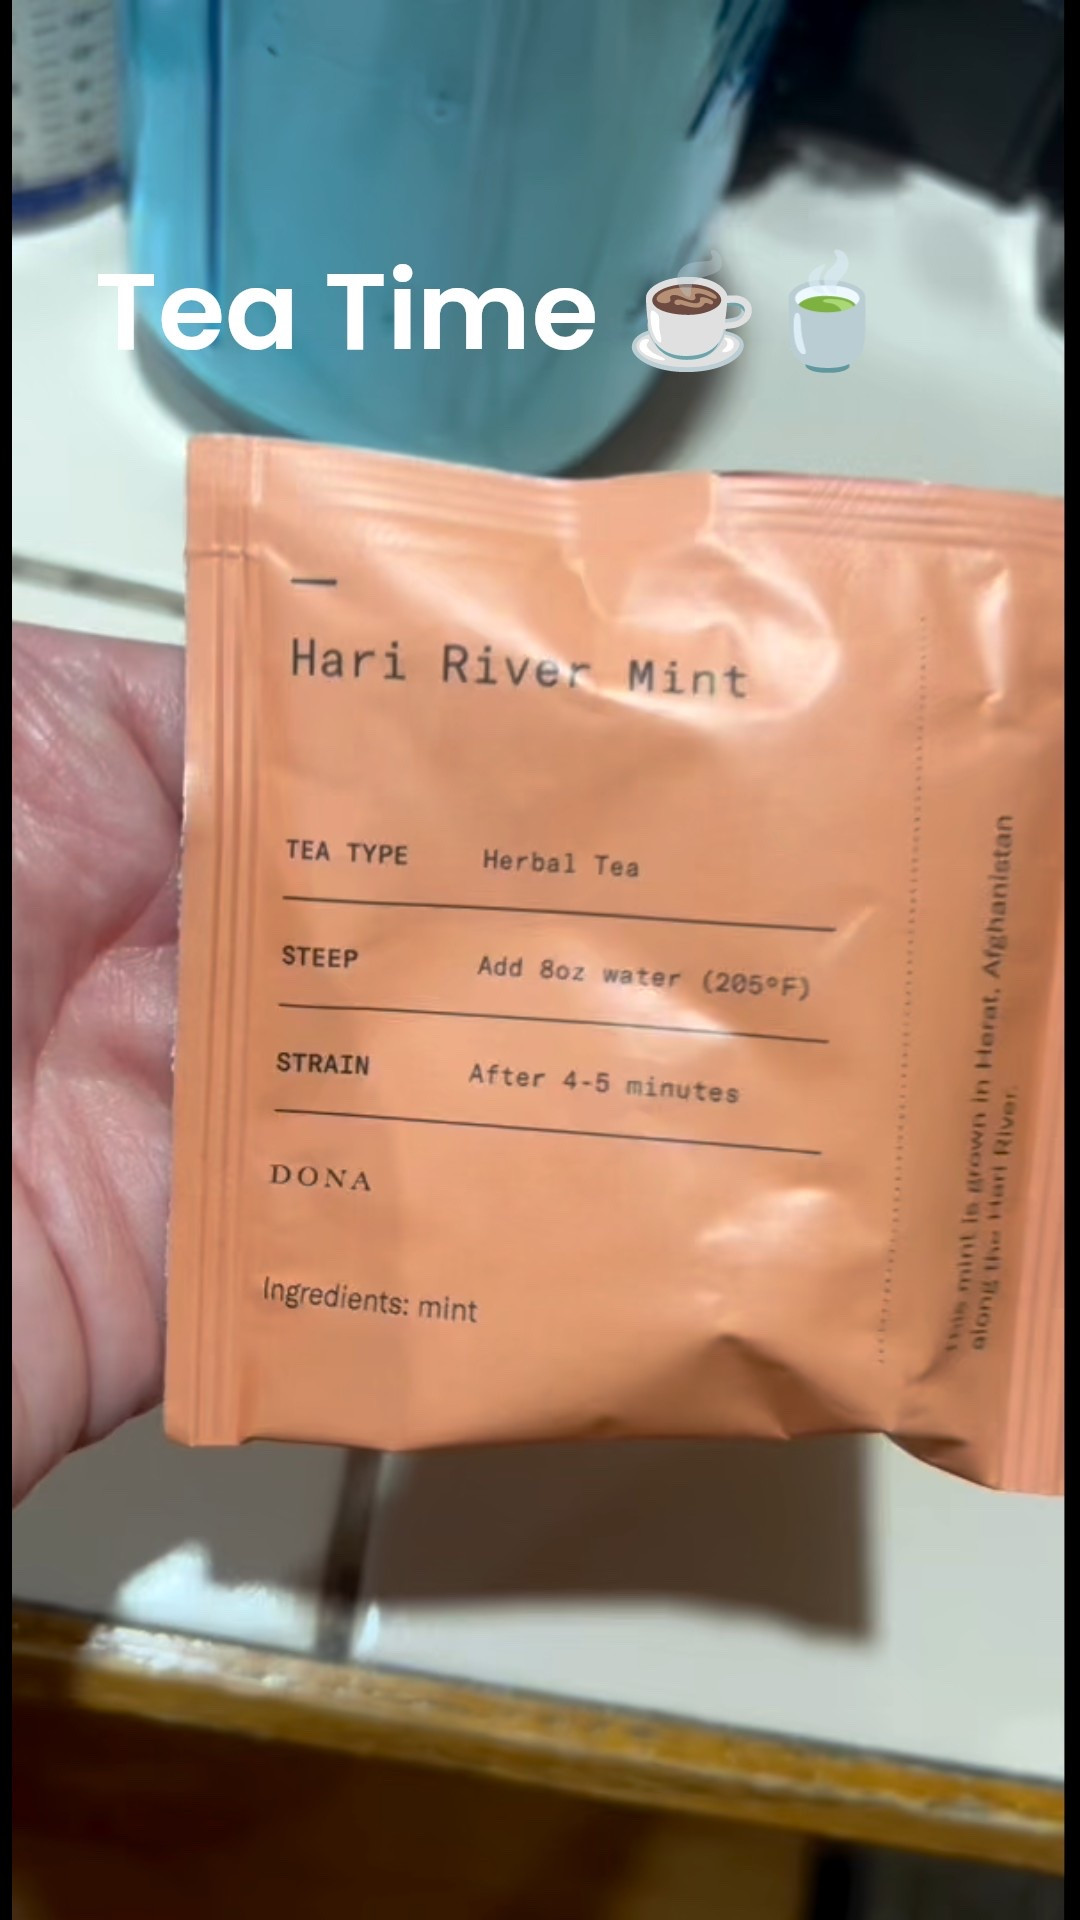 Tea Time ☕ 🍵
Hari River Mint
TEA TYPE Herbal Tea
STEEP Add 8oz water (205°F)
STRAIN After 4-5 minutes
DONA
Ingredients: mint
This mint is grown in Herat, Afghanistan
along the Hari River.